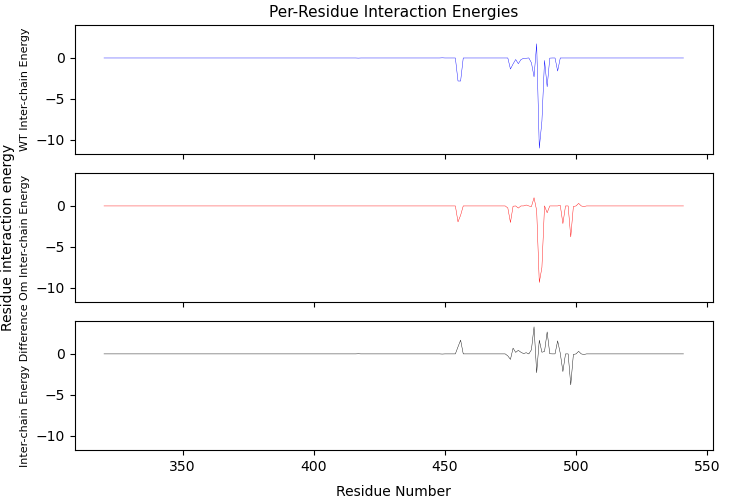 Per-Residue Interaction Energies
Residue interaction energy
WT Inter-chain Energy
0
−5
−10
Om Inter-chain Energy
0
−5
−10
Inter-chain Energy Difference
0
−5
−10
350
400
450
500
550
Residue Number